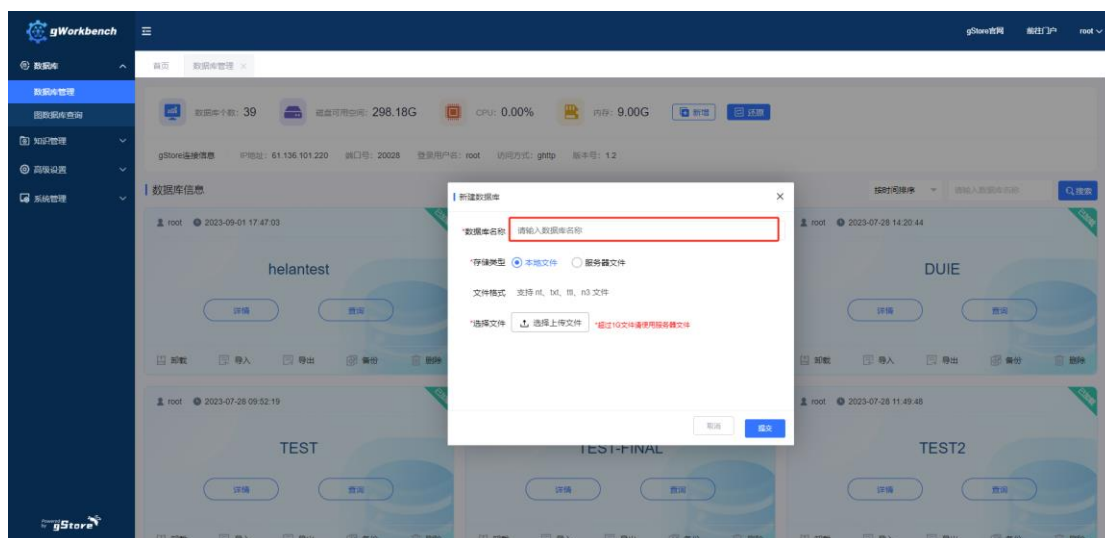 gWorkbench
gStore官网 前往门户 root
数据库
首页 数据库管理 ×
数据库管理
图数据库查询
知识管理
高级设置
系统管理
数据库个数: 39 磁盘可用空间: 298.18G CPU: 0.00% 内存: 9.00G 新增 还原
gStore连接信息 IP地址: 61.136.101.220 端口号: 20028 登录用户名: root 访问方式: ghttp 版本号: 1.2
数据库信息
按时间排序 请输入数据库名称 搜索
root 2023-09-01 17:47:03
helantest
详情 查询
卸载 导入 导出 备份 删除
新建数据库 ×
*数据库名称 请输入数据库名称
*存储类型 本地文件 服务器文件
文件格式 支持 nt、txt、ttl、n3 文件
*选择文件 选择上传文件 *超过1G文件请使用服务器文件
取消 提交
root 2023-07-28 14:20:44
DUIE
详情 查询
卸载 导入 导出 备份 删除
root 2023-07-28 09:52:19
TEST
详情 查询
TEST-FINAL
详情 查询
root 2023-07-28 11:49:48
TEST2
详情 查询
Powered by gStore